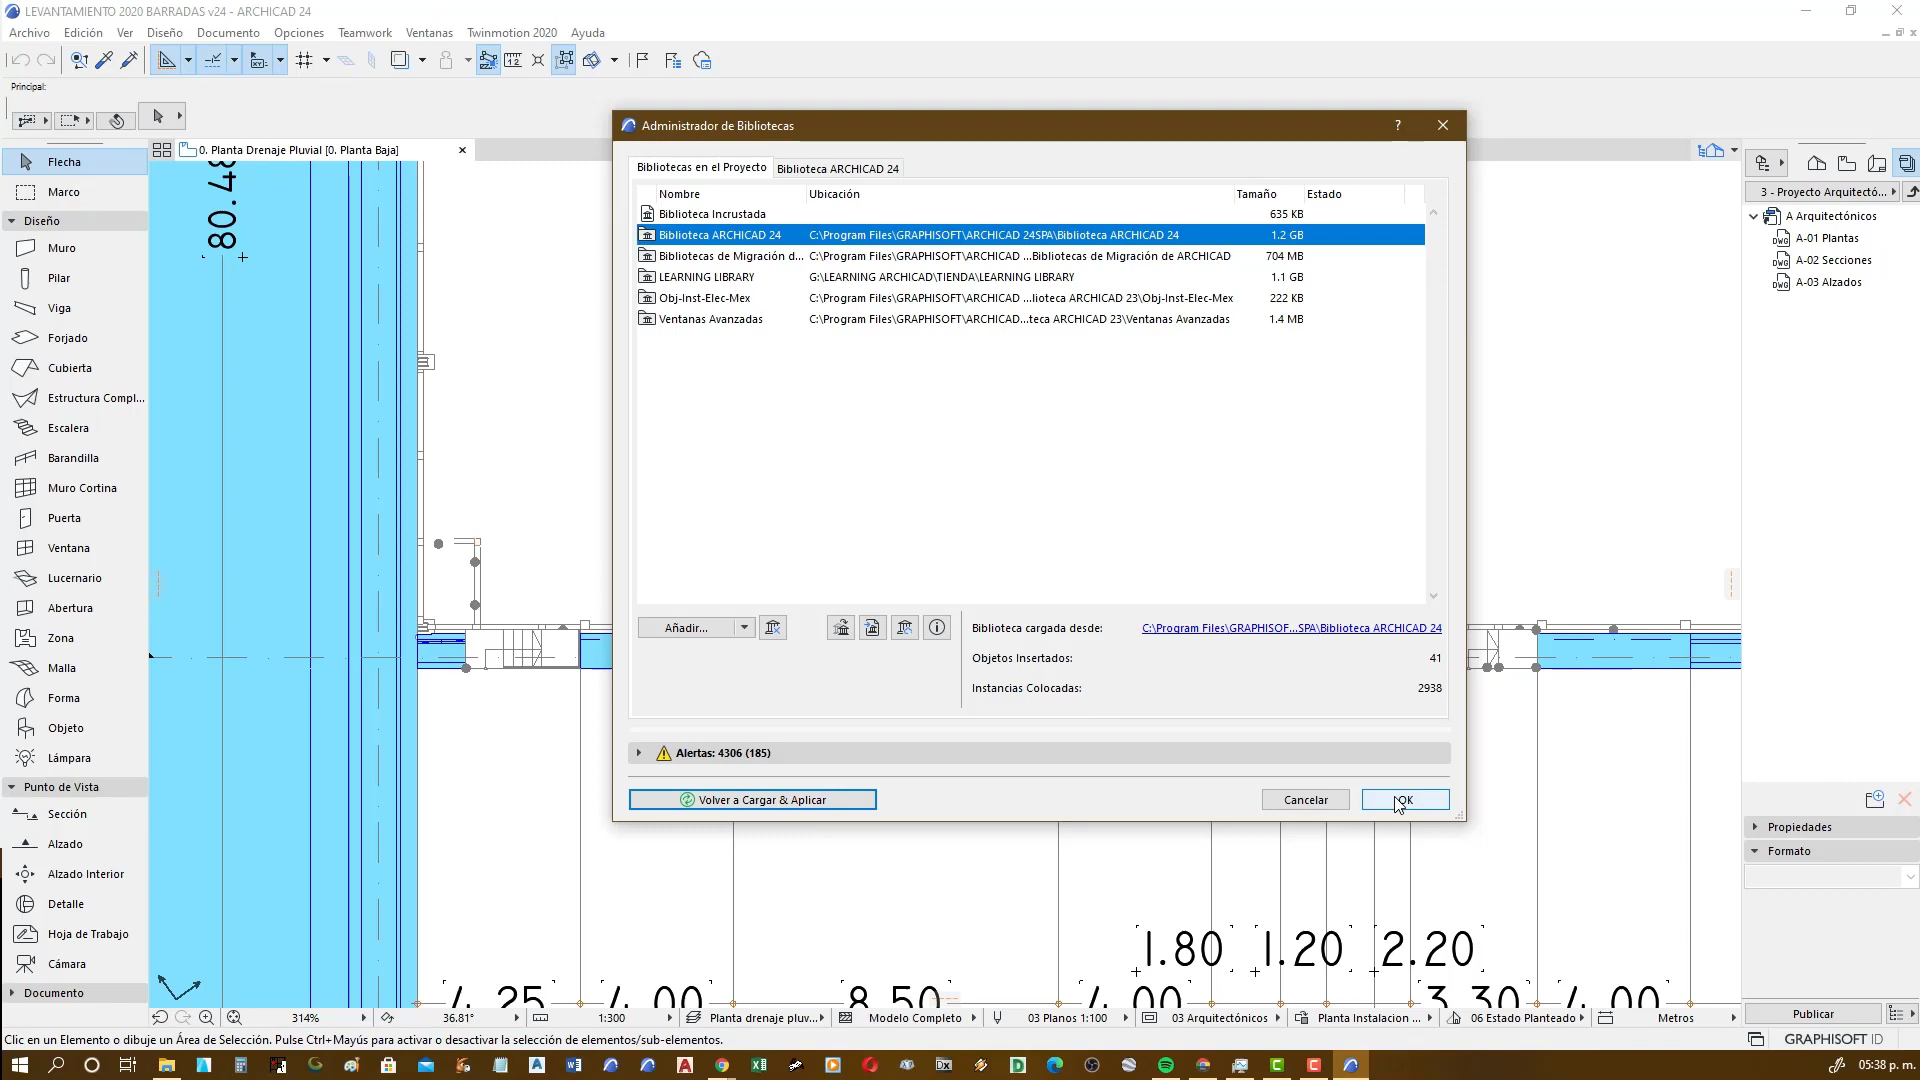 LEVANTAMIENTO 2020 BARRADAS v24 - ARCHICAD 24
Archivo Edición Ver Diseño Documento Opciones Teamwork Ventanas Twinmotion 2020 Ayuda
Principal:
0. Planta Drenaje Pluvial [0. Planta Baja]
Flecha
Marco
Diseño
Muro
Pilar
Viga
Forjado
Cubierta
Estructura Compl...
Escalera
Barandilla
Muro Cortina
Puerta
Ventana
Lucernario
Abertura
Zona
Malla
Forma
Objeto
Lámpara
Punto de Vista
Sección
Alzado
Alzado Interior
Detalle
Hoja de Trabajo
Cámara
Documento
80.48
Administrador de Bibliotecas
Bibliotecas en el Proyecto Biblioteca ARCHICAD 24
Nombre Ubicación Tamaño Estado
Biblioteca Incrustada 635 KB
Biblioteca ARCHICAD 24 C:\Program Files\GRAPHISOFT\ARCHICAD 24SPA\Biblioteca ARCHICAD 24 1.2 GB
Bibliotecas de Migración d... C:\Program Files\GRAPHISOFT\ARCHICAD ...Bibliotecas de Migración de ARCHICAD 704 MB
LEARNING LIBRARY G:\LEARNING ARCHICAD\TIENDA\LEARNING LIBRARY 1.1 GB
Obj-Inst-Elec-Mex C:\Program Files\GRAPHISOFT\ARCHICAD ...lioteca ARCHICAD 23\Obj-Inst-Elec-Mex 222 KB
Ventanas Avanzadas C:\Program Files\GRAPHISOFT\ARCHICAD...teca ARCHICAD 23\Ventanas Avanzadas 1.4 MB
Añadir...
Biblioteca cargada desde: C:\Program Files\GRAPHISOF...SPA\Biblioteca ARCHICAD 24
Objetos Insertados: 41
Instancias Colocadas: 2938
Alertas: 4306 (185)
Volver a Cargar & Aplicar Cancelar OK
3 - Proyecto Arquitectó...
A Arquitectónicos
A-01 Plantas
A-02 Secciones
A-03 Alzados
Propiedades
Formato
Publicar
1.80 1.20 2.20
4.25 4.00 8.50 4.00 3.30 4.00
314% 36.81° 1:300 Planta drenaje pluv... Modelo Completo 03 Planos 1:100 03 Arquitectónicos Planta Instalacion ... 06 Estado Planteado Metros
Clic en un Elemento o dibuje un Área de Selección. Pulse Ctrl+Mayús para activar o desactivar la selección de elementos/sub-elementos.
GRAPHISOFT ID
05:38 p. m.